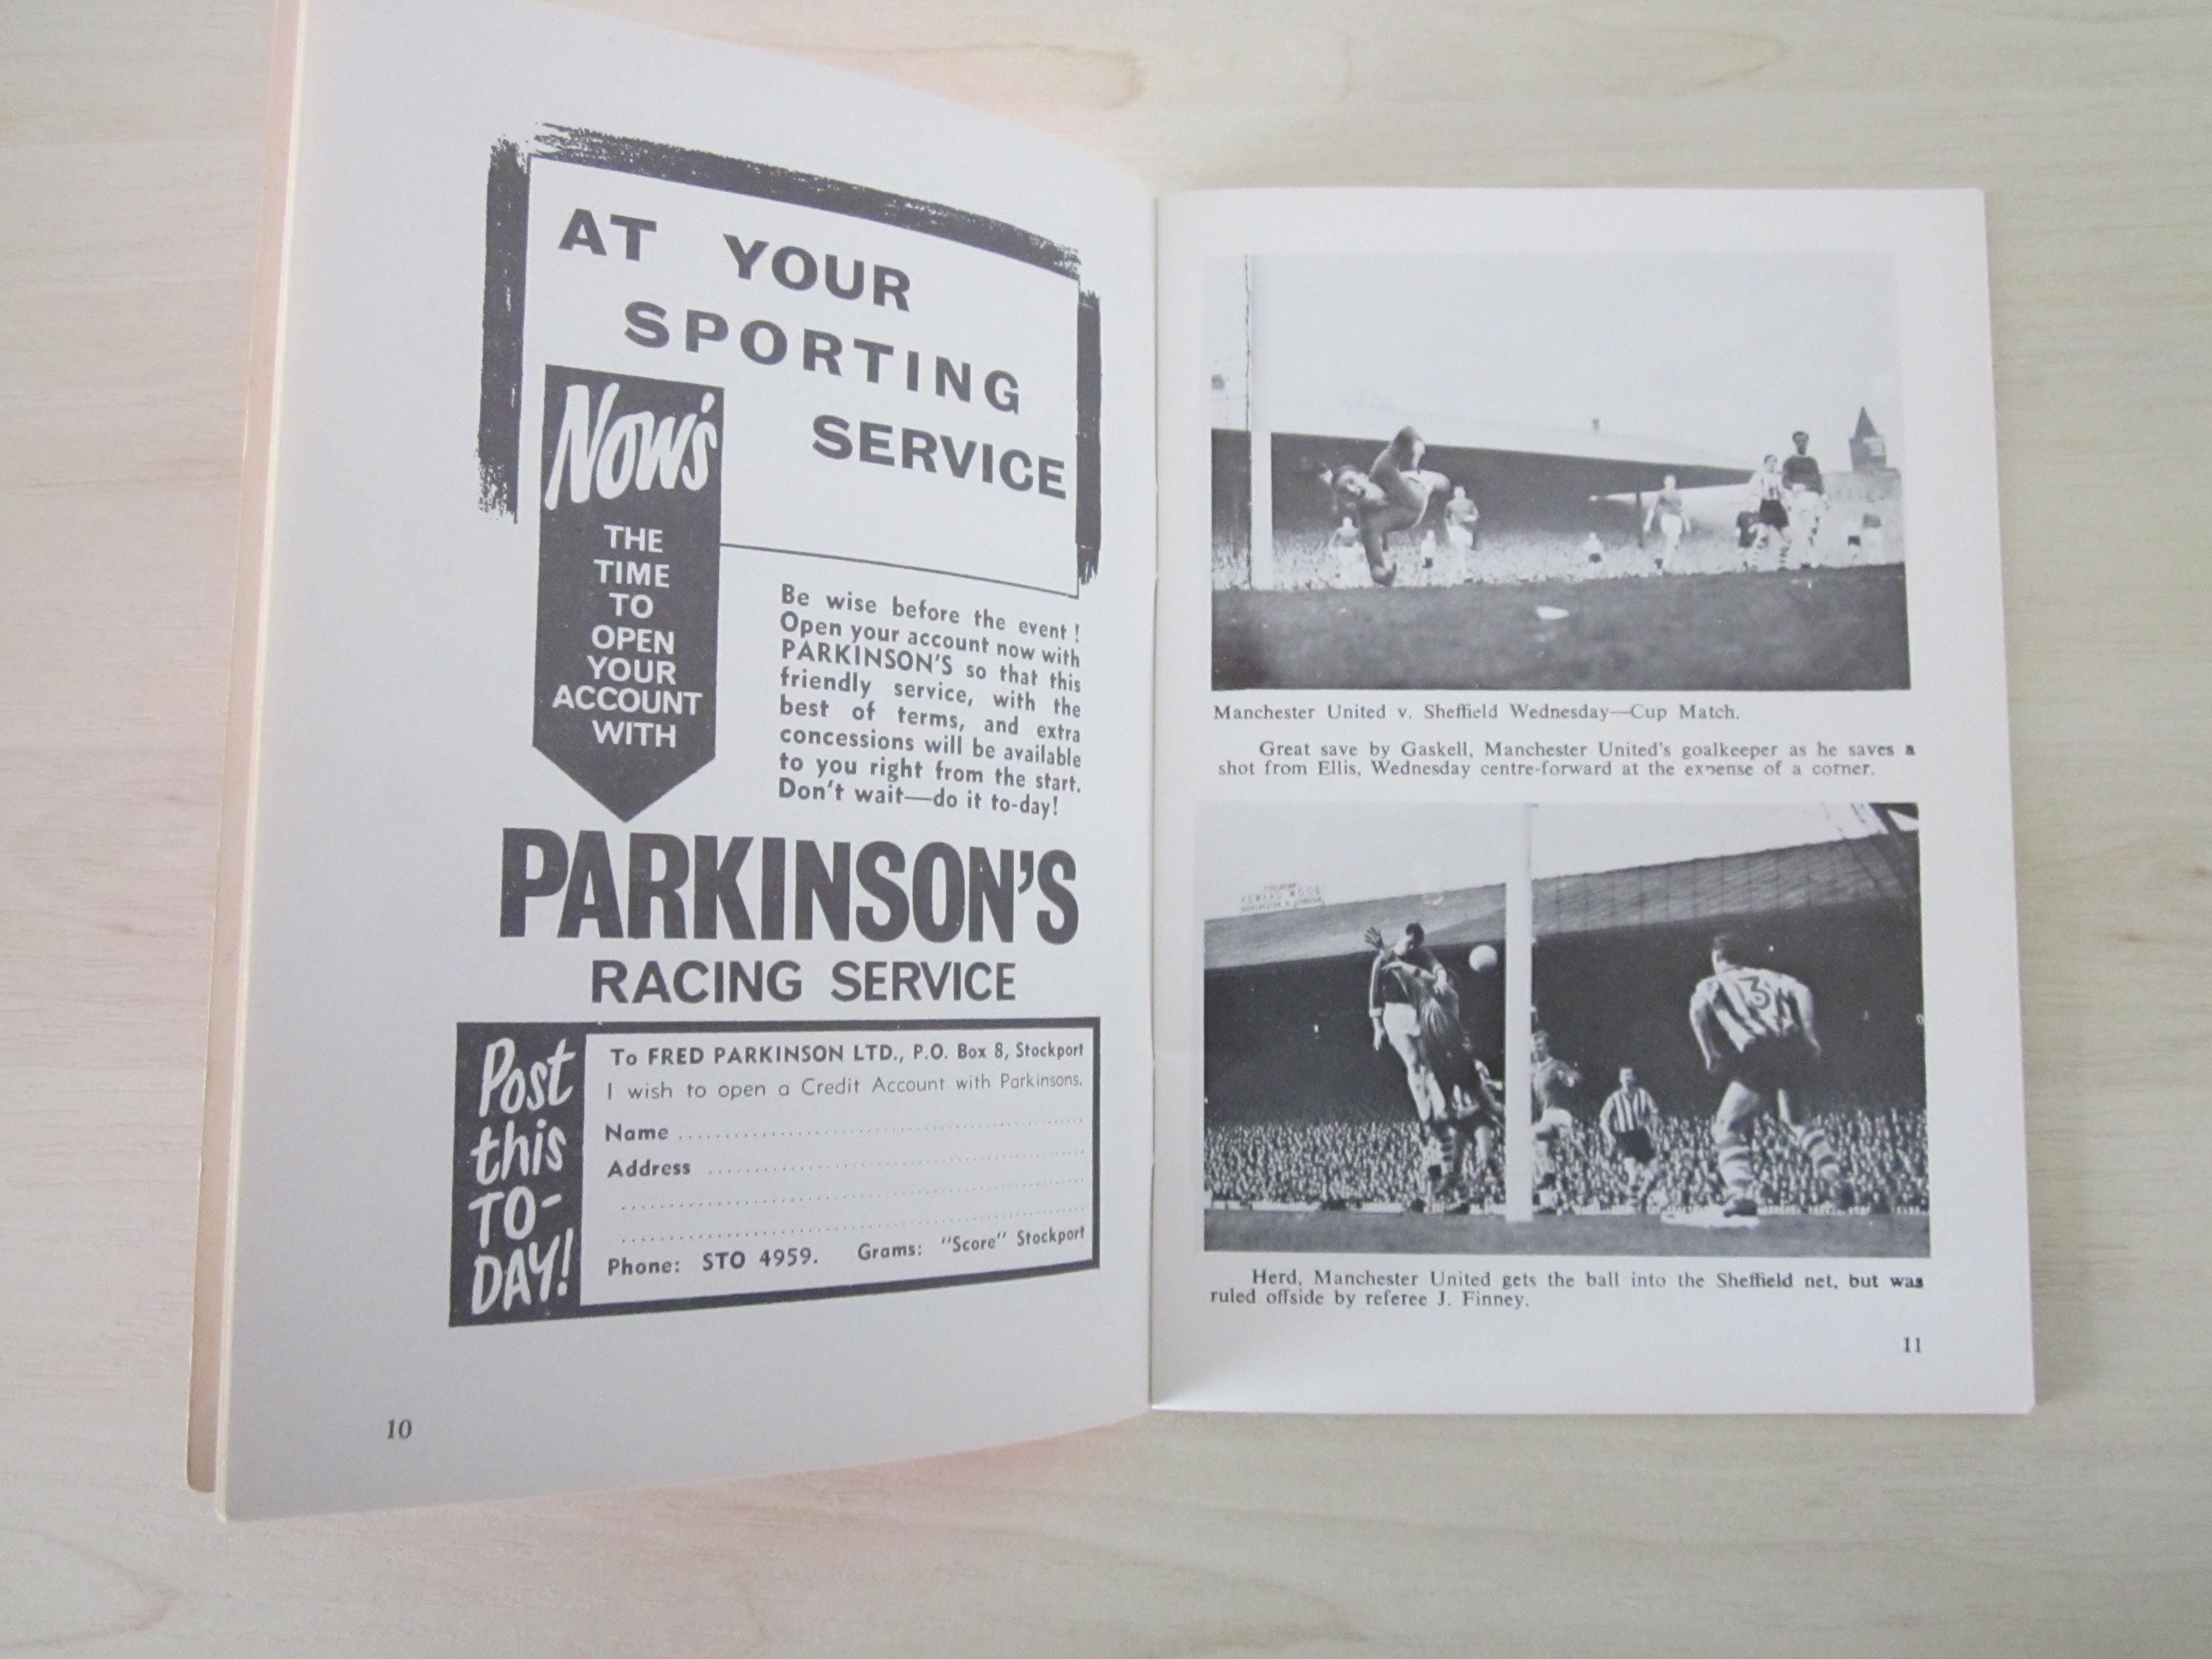 AT YOUR
SPORTING
SERVICE
Now's
THE
TIME
TO
OPEN
YOUR
ACCOUNT
WITH
Be wise before the event !
Open your account now with
PARKINSON'S so that this
friendly service, with the
best of terms, and extra
concessions will be available
to you right from the start.
Don't wait—do it to-day!
PARKINSON'S
RACING SERVICE
Post
this
TO-
DAY!
To FRED PARKINSON LTD., P.O. Box 8, Stockport
I wish to open a Credit Account with Parkinsons.
Name
Address
Phone: STO 4959. Grams: "Score" Stockport
10
Manchester United v. Sheffield Wednesday—Cup Match.
Great save by Gaskell, Manchester United's goalkeeper as he saves a
shot from Ellis, Wednesday centre-forward at the expense of a corner.
3
Herd, Manchester United gets the ball into the Sheffield net, but was
ruled offside by referee J. Finney.
11